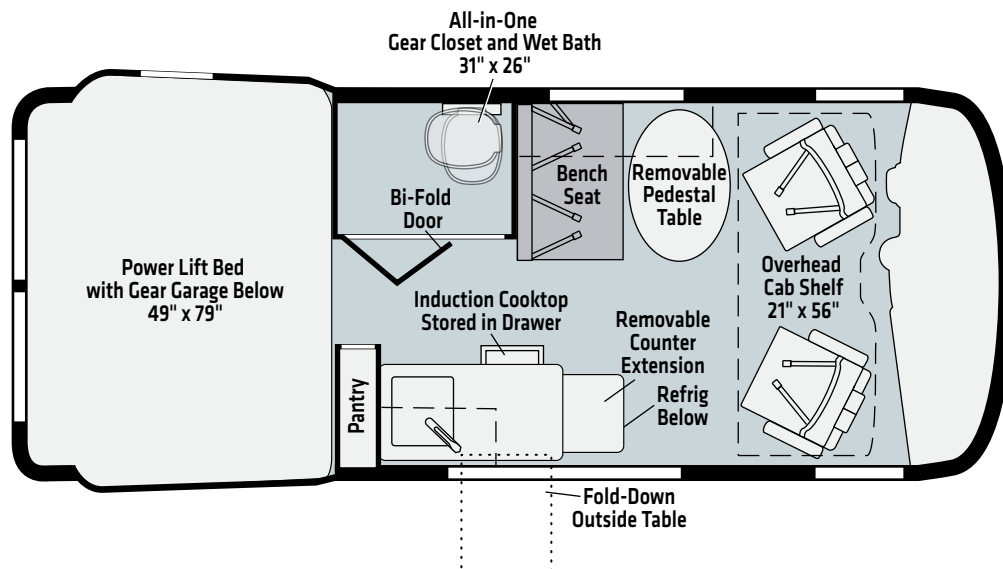 All-in-One
Gear Closet and Wet Bath
31" x 26"
Bi-Fold
Door
Bench
Seat
Removable
Pedestal
Table
Power Lift Bed
with Gear Garage Below
49" x 79"
Overhead
Cab Shelf
21" x 56"
Induction Cooktop
Stored in Drawer
Removable
Counter
Extension
Refrig
Below
Pantry
Fold-Down
Outside Table